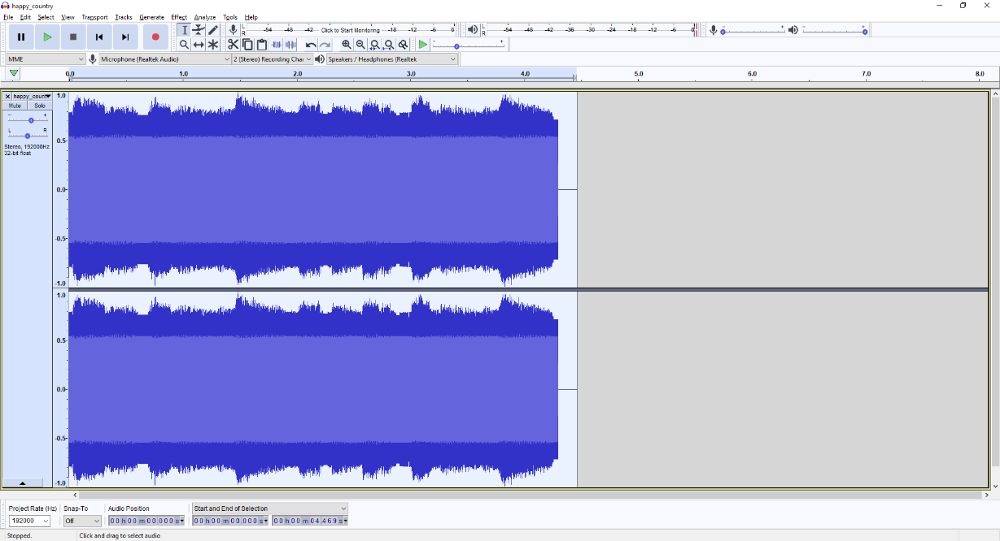 happy_country
File Edit Select View Transport Tracks Generate Effect Analyze Tools Help
L R -54 -48 -42 Click to Start Monitoring -18 -12 -6 0
L R -54 -48 -42 -36 -30 -24 -18 -12 -6 0
MME Microphone (Realtek Audio) 2 (Stereo) Recording Chai Speakers / Headphones (Realtek
0.0 1.0 2.0 3.0 4.0 5.0 6.0 7.0 8.0
happy_count
Mute Solo
- +
L R
Stereo, 192000Hz
32-bit float
1.0
0.5-
0.0-
-0.5-
-1.0
1.0
0.5-
0.0-
-0.5-
-1.0
Project Rate (Hz) Snap-To Audio Position Start and End of Selection
192000 Off 00 h 00 m 00.000 s 00 h 00 m 00.000 s 00 h 00 m 04.469 s
Stopped. Click and drag to select audio